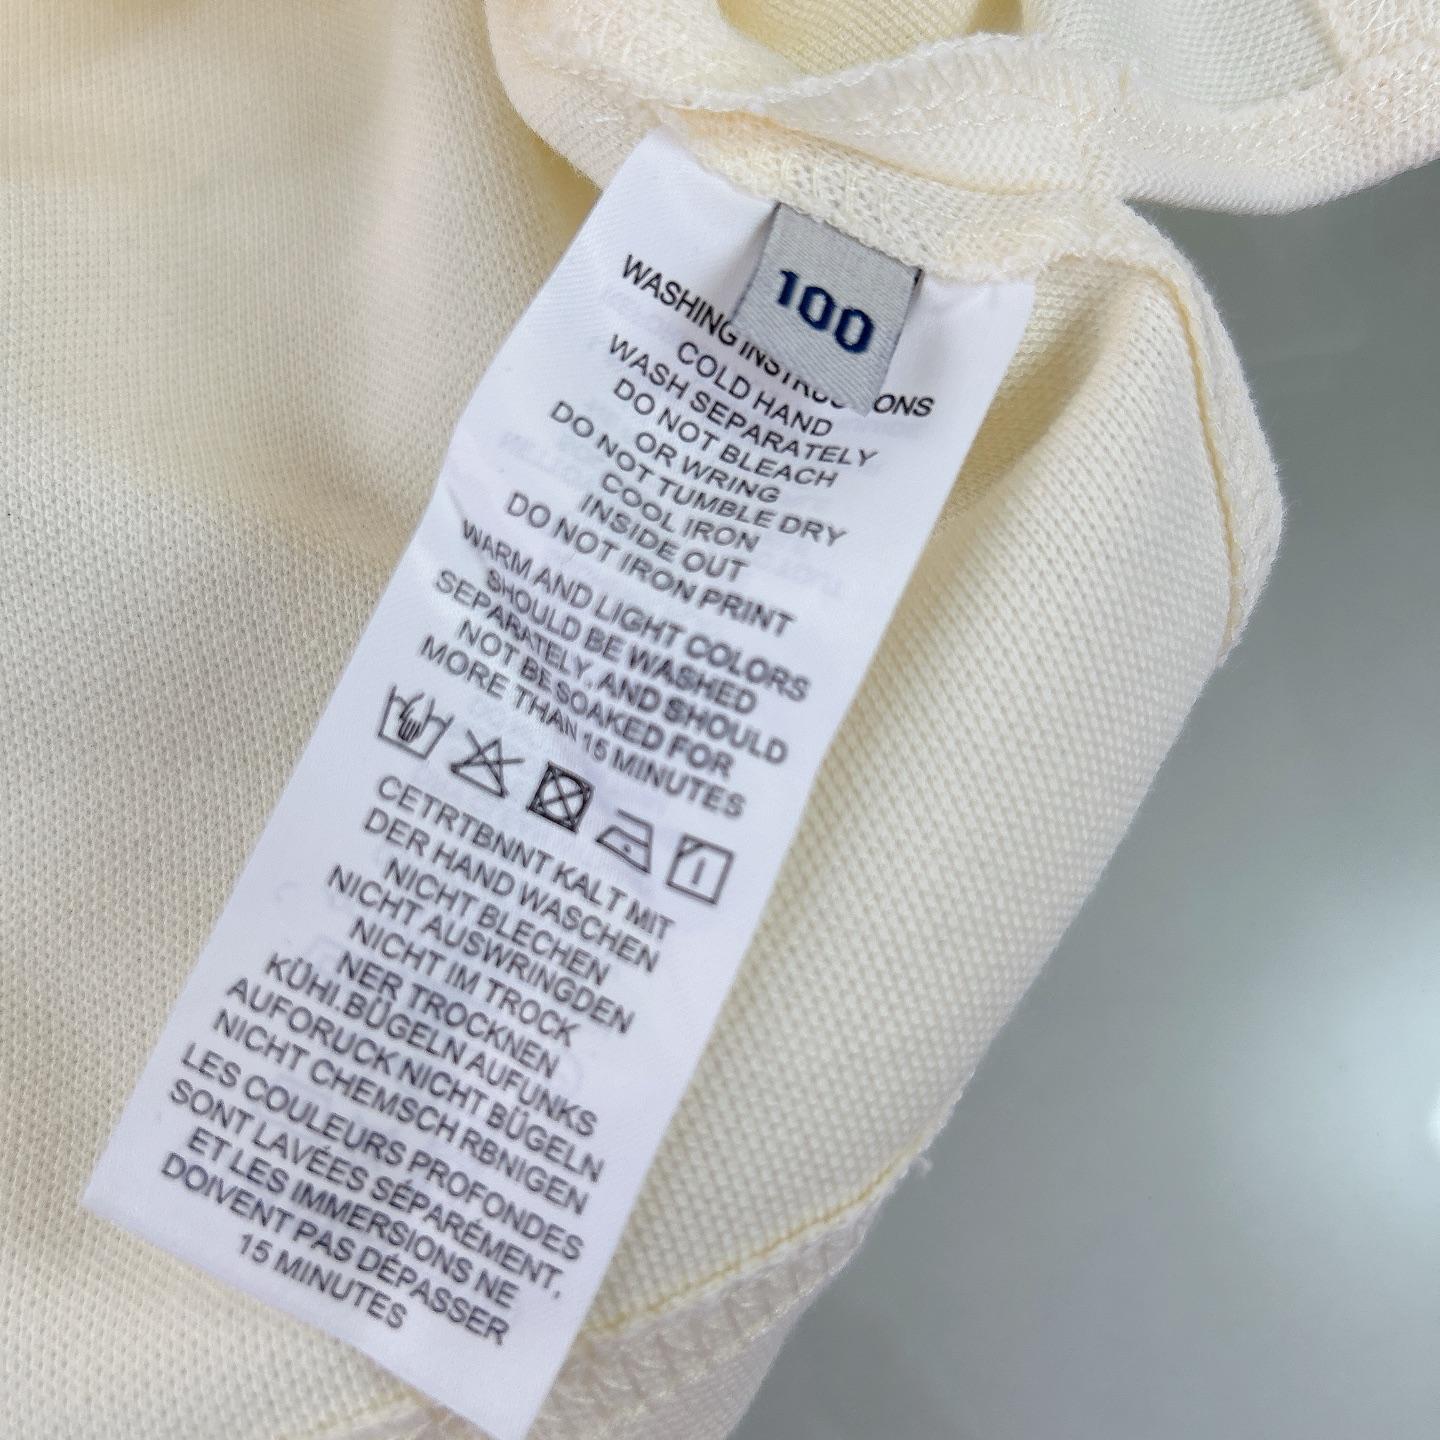 100
WASHING INSTRUCTIONS
COLD HAND
WASH SEPARATELY
DO NOT BLEACH
OR WRING
DO NOT TUMBLE DRY
COOL IRON
INSIDE OUT
DO NOT IRON PRINT
WARM AND LIGHT COLORS
SHOULD BE WASHED
SEPARATELY, AND SHOULD
NOT BE SOAKED FOR
MORE THAN 15 MINUTES
CETRTBNNT KALT MIT
DER HAND WASCHEN
NICHT BLECHEN
NICHT AUSWRINGDEN
NICHT IM TROCK
NER TROCKNEN
KÜHI.BÜGELN AUFUNKS
AUFORUCK NICHT BÜGELN
NICHT CHEMSCH RBNIGEN
LES COULEURS PROFONDES
SONT LAVÉES SÉPARÉMENT,
ET LES IMMERSIONS NE
DOIVENT PAS DÉPASSER
15 MINUTES